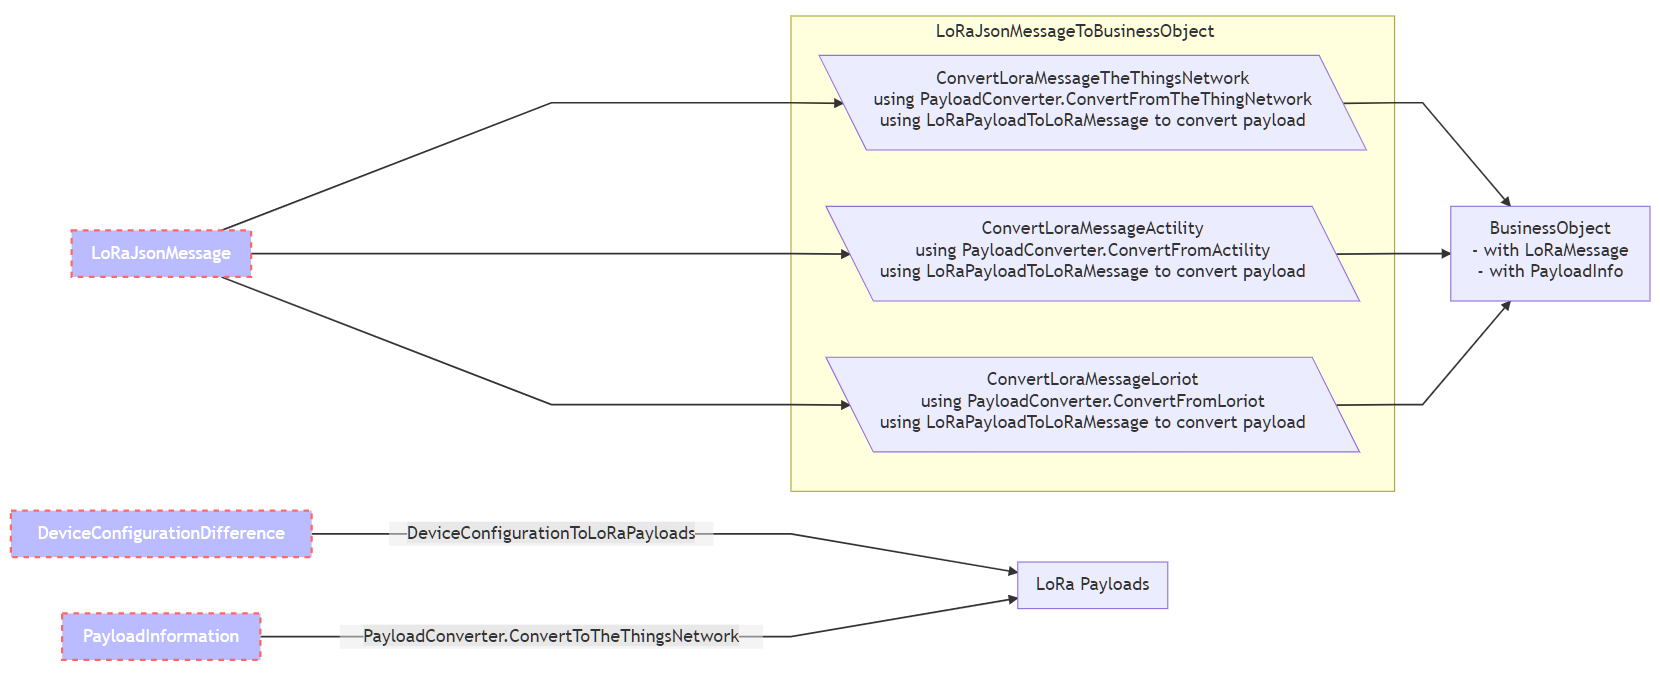 LoRaJsonMessageToBusinessObject
ConvertLoraMessageTheThingsNetwork
using PayloadConverter.ConvertFromTheThingNetwork
using LoRaPayloadToLoRaMessage to convert payload
LoRaJsonMessage
ConvertLoraMessageActility
using PayloadConverter.ConvertFromActility
using LoRaPayloadToLoRaMessage to convert payload
BusinessObject
- with LoRaMessage
- with PayloadInfo
ConvertLoraMessageLoriot
using PayloadConverter.ConvertFromLoriot
using LoRaPayloadToLoRaMessage to convert payload
DeviceConfigurationDifference
DeviceConfigurationToLoRaPayloads
LoRa Payloads
PayloadInformation
PayloadConverter.ConvertToTheThingsNetwork